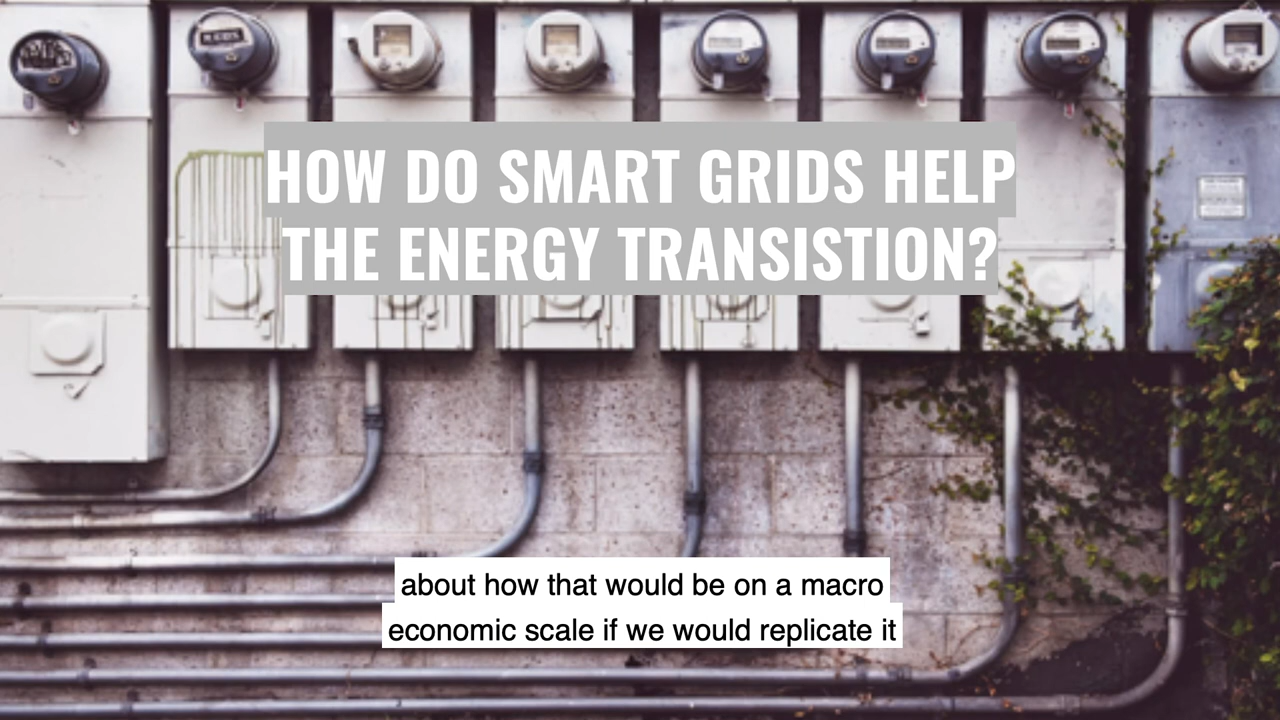 HOW DO SMART GRIDS HELP
THE ENERGY TRANSISTION?
about how that would be on a macro
economic scale if we would replicate it